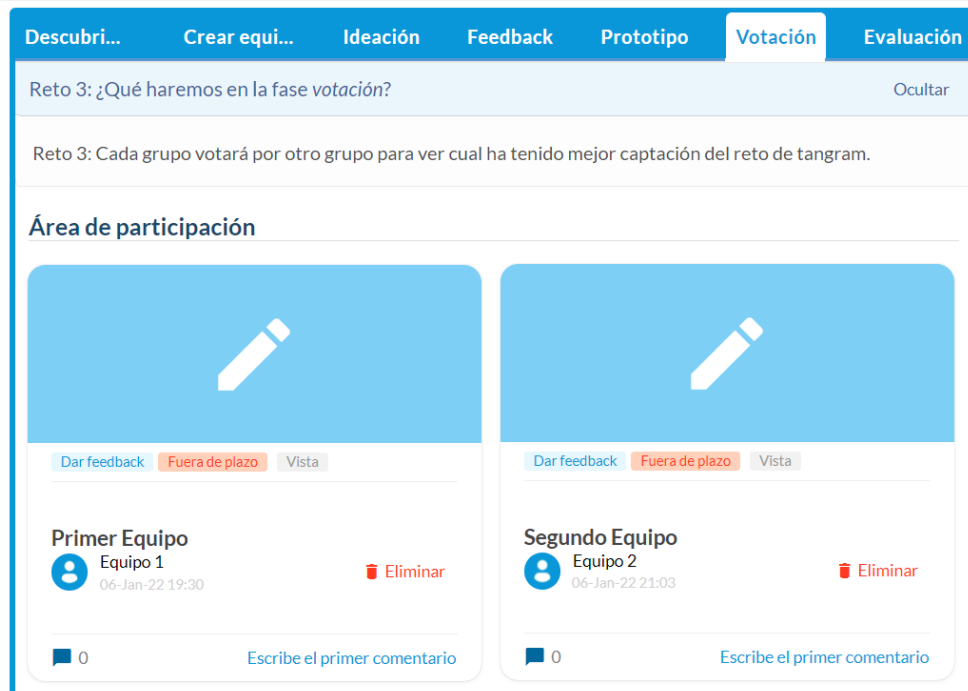 Descubri... Crear equi... Ideación Feedback Prototipo Votación Evaluación
Reto 3: ¿Qué haremos en la fase votación? Ocultar
Reto 3: Cada grupo votará por otro grupo para ver cual ha tenido mejor captación del reto de tangram.
Área de participación
Dar feedback Fuera de plazo Vista
Primer Equipo
Equipo 1
06-Jan-22 19:30
Eliminar
0 Escribe el primer comentario
Dar feedback Fuera de plazo Vista
Segundo Equipo
Equipo 2
06-Jan-22 21:03
Eliminar
0 Escribe el primer comentario